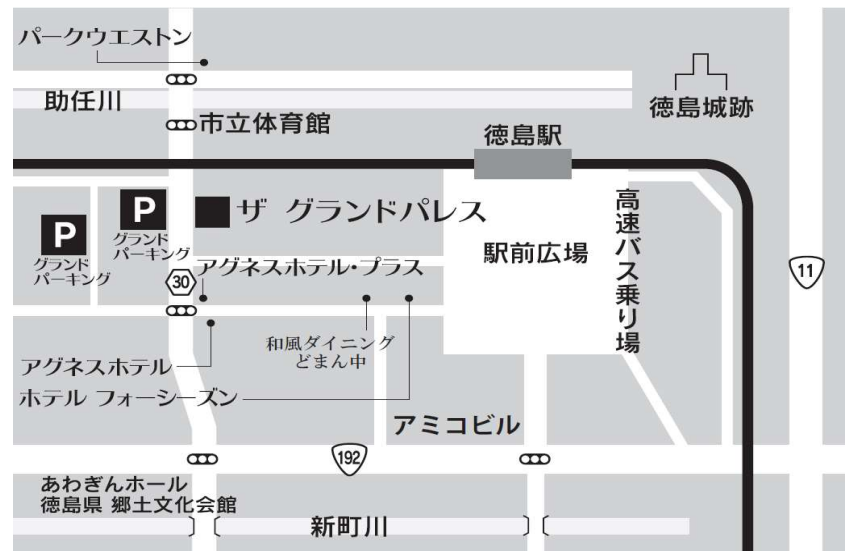 パークウエストン
助任川
市立体育館
徳島城跡
徳島駅
P
グランド
パーキング
P
グランド
パーキング
ザ グランドパレス
駅前広場
高速バス乗り場
アグネスホテル・プラス
30
11
和風ダイニング
どまん中
アグネスホテル
ホテル フォーシーズン
アミコビル
192
あわぎんホール
徳島県 郷土文化会館
新町川